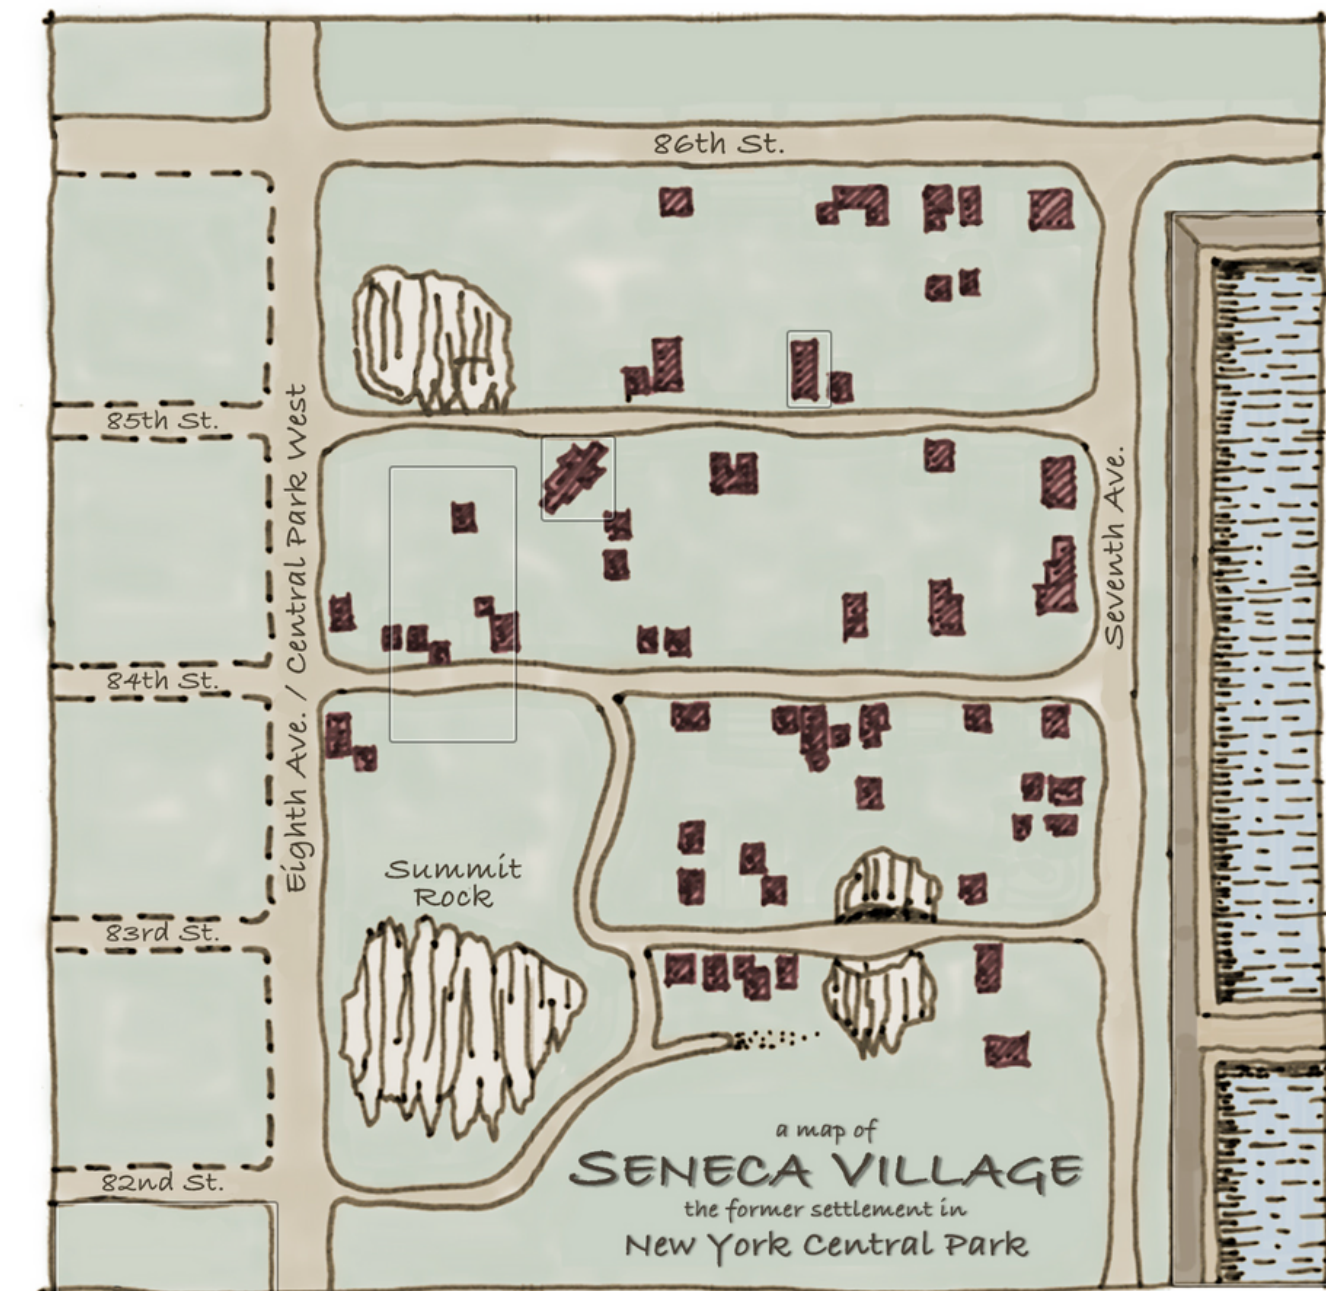 86th St.
85th St.
Eighth Ave. / Central Park West
Seventh Ave.
84th St.
Summit
Rock
83rd St.
82nd St.
a map of
SENECA VILLAGE
the former settlement in
New York Central Park